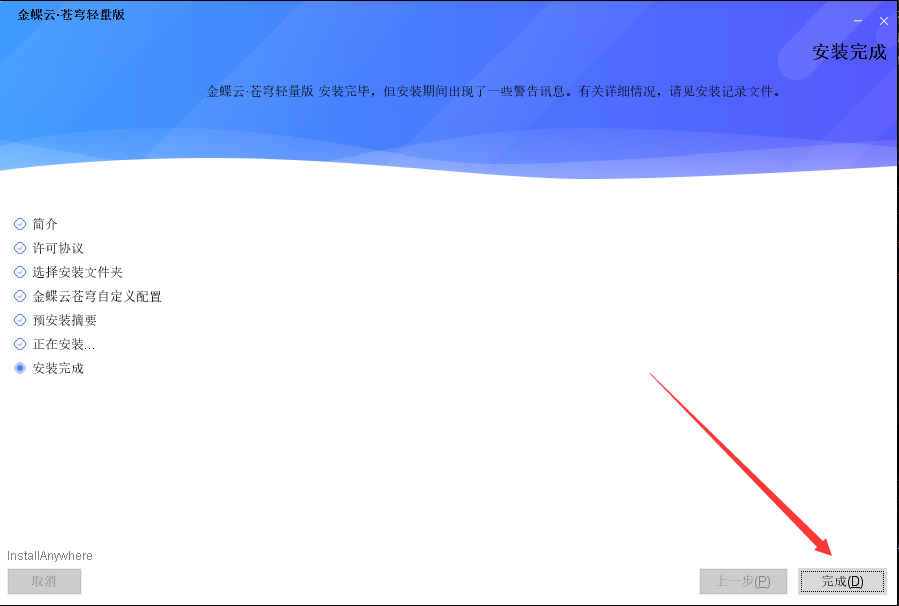 金蝶云·苍穹轻量版
安装完成
金蝶云·苍穹轻量版 安装完毕，但安装期间出现了一些警告讯息。有关详细情况，请见安装记录文件。
简介
许可协议
选择安装文件夹
金蝶云苍穹自定义配置
预安装摘要
正在安装...
安装完成
InstallAnywhere
取消
上一步(P)
完成(D)